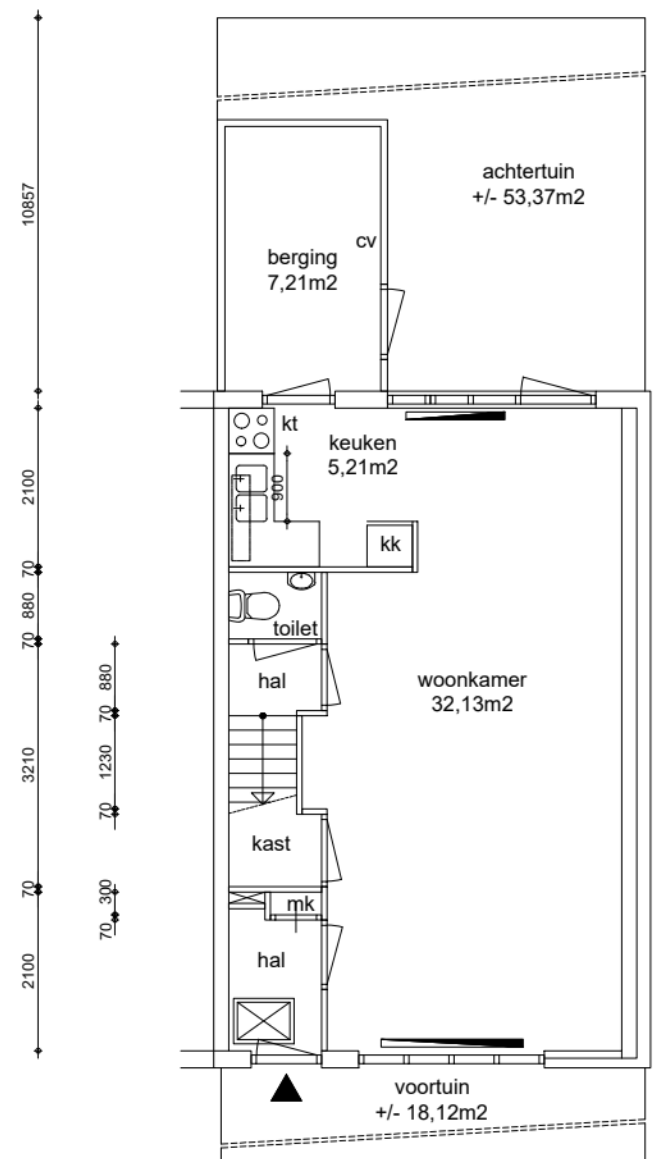 achtertuin
+/- 53,37m2
10857
cv
berging
7,21m2
kt
keuken
5,21m2
900
2100
kk
70
880
toilet
70
880
hal
woonkamer
32,13m2
70
3210
1230
70
kast
70
300
mk
70
hal
2100
voortuin
+/- 18,12m2